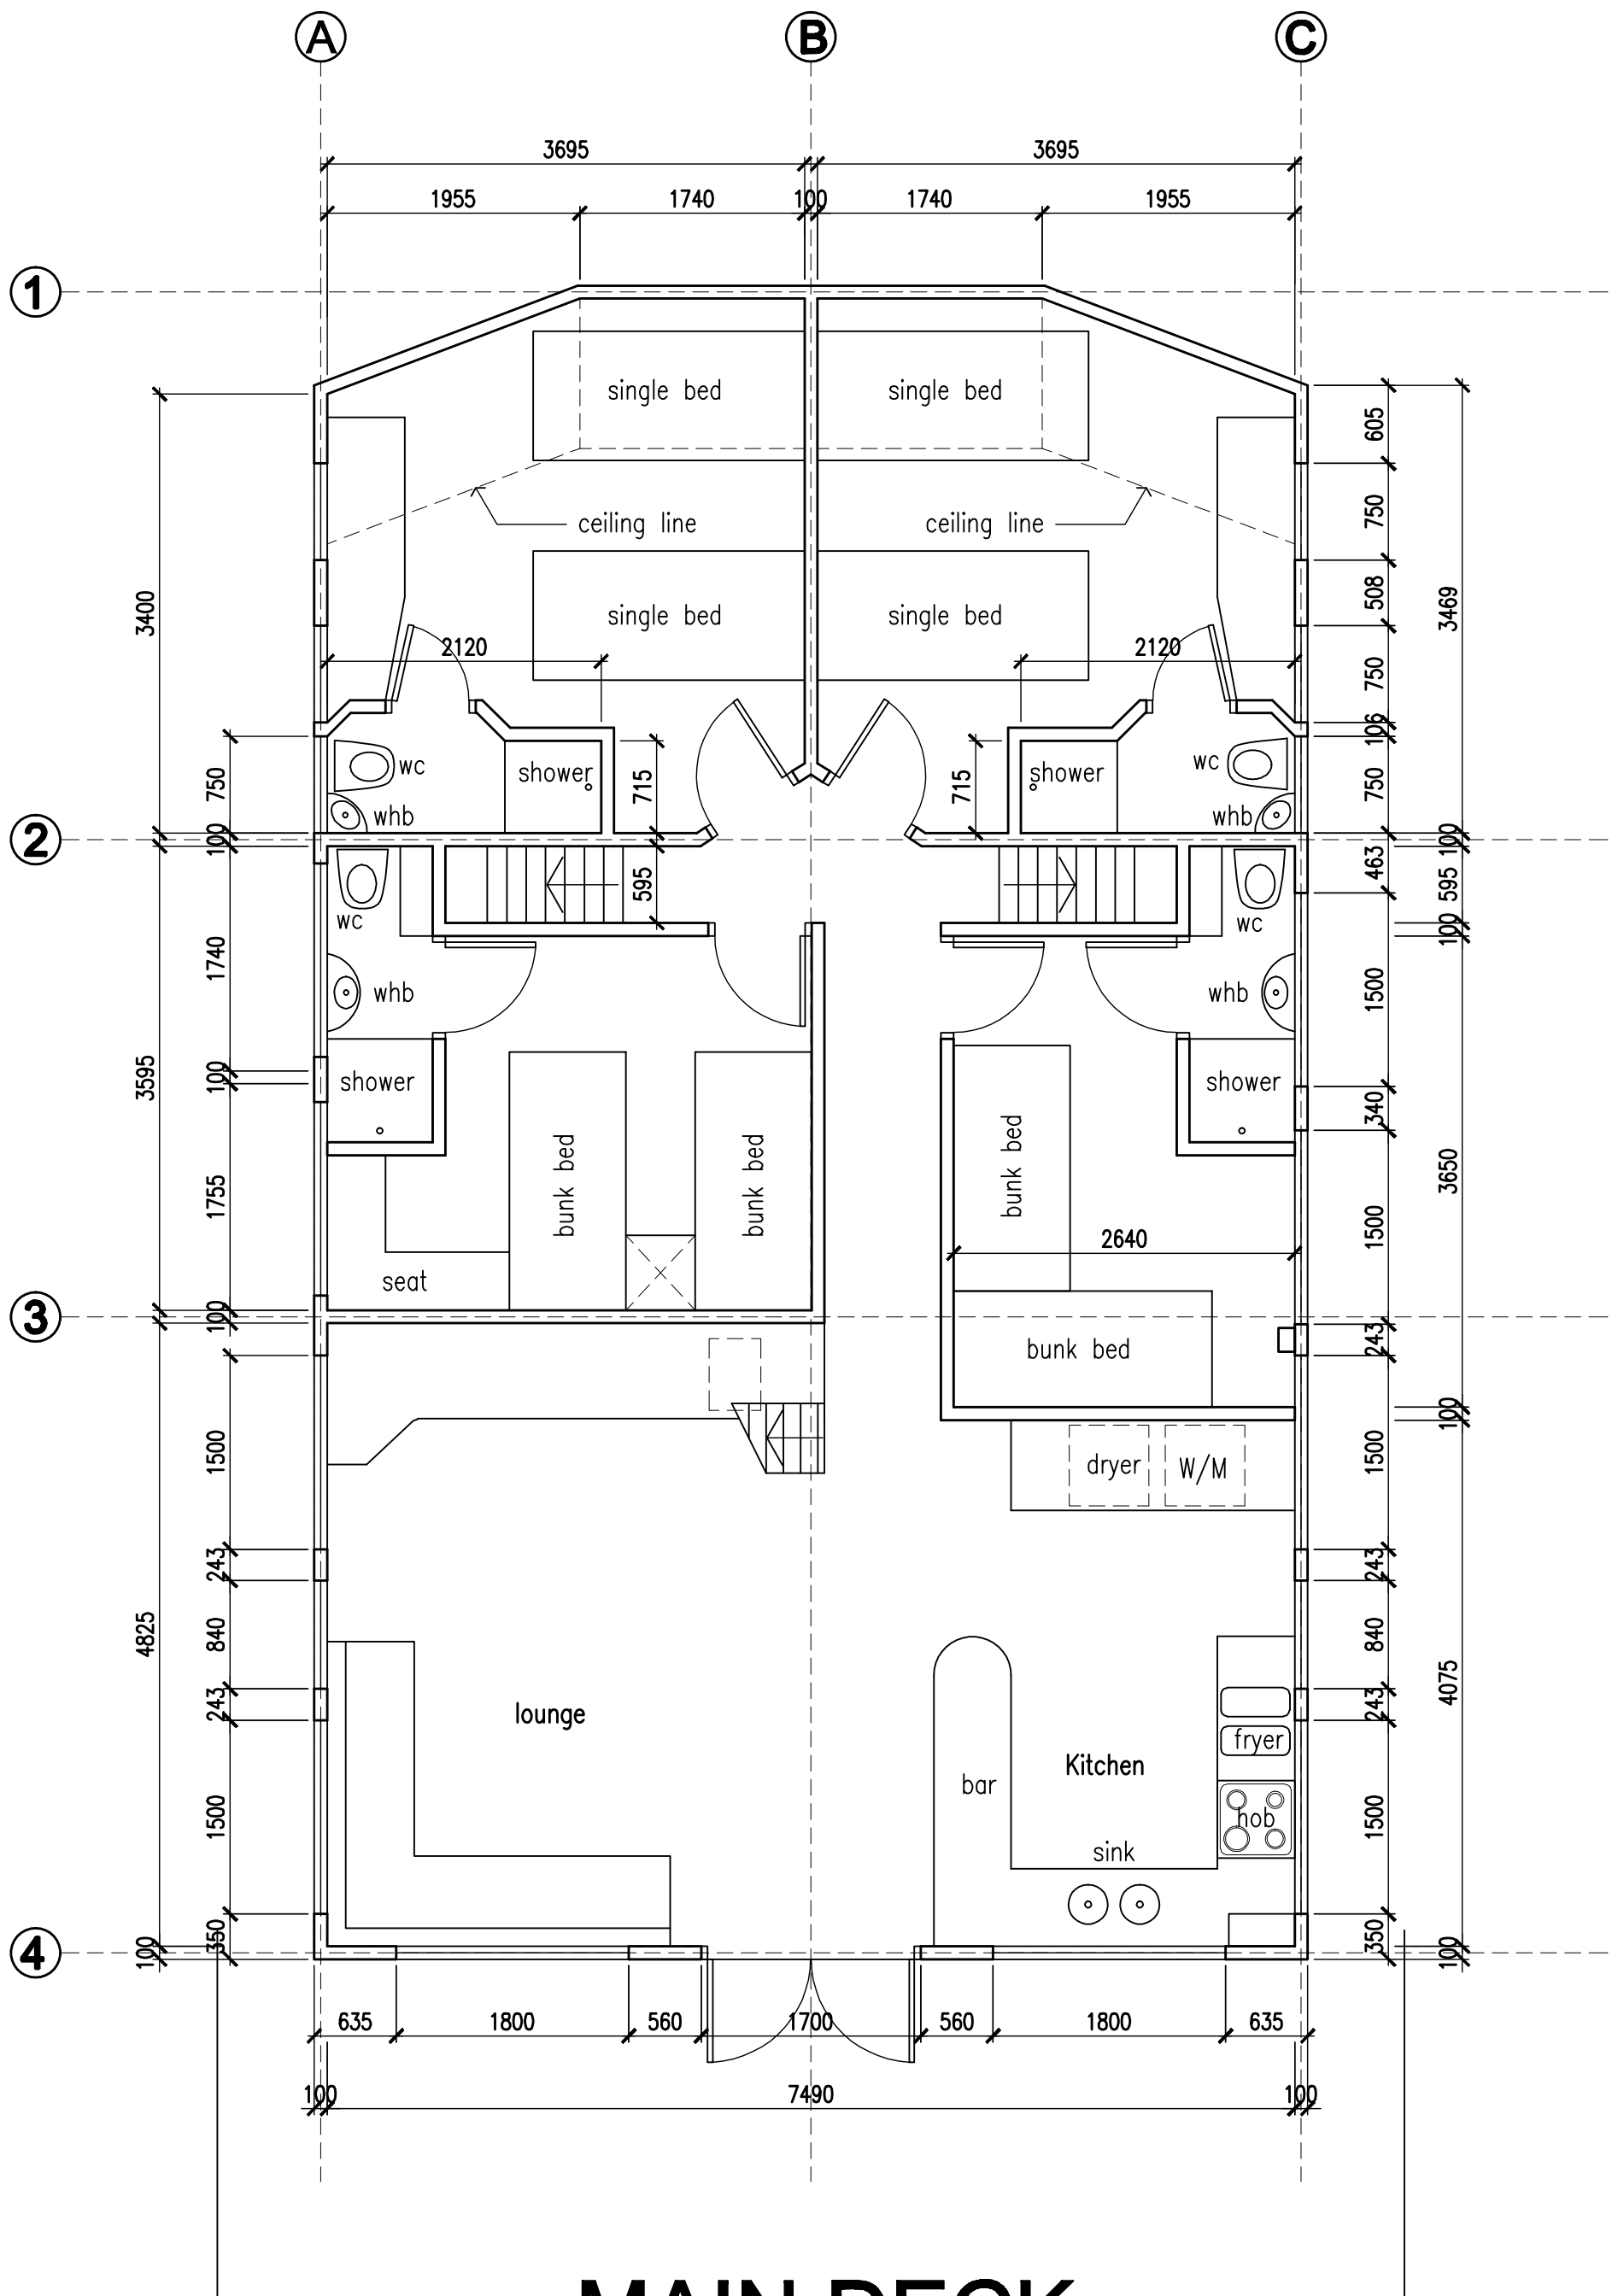 A B C
3695 3695
1955 1740 100 1740 1955
1
single bed single bed
605
750
ceiling line ceiling line
3400 508 3469
single bed single bed
2120 2120
750
106
wc shower shower wc
750 715 715 750
whb whb
2
100 100
595 463 595
wc wc
100
1740 whb whb 1500
100 shower shower 340
3595
bunk bed bunk bed bunk bed
1755 3650
2640 1500
seat
3
100 243
bunk bed
100
1500 dryer W/M 1500
243 243
4825 840 840
4075
243 lounge 243
fryer
Kitchen
bar
1500 hob 1500
sink
350 350
4
100 100
635 1800 560 1700 560 1800 635
100 7490 100
MAIN DECK